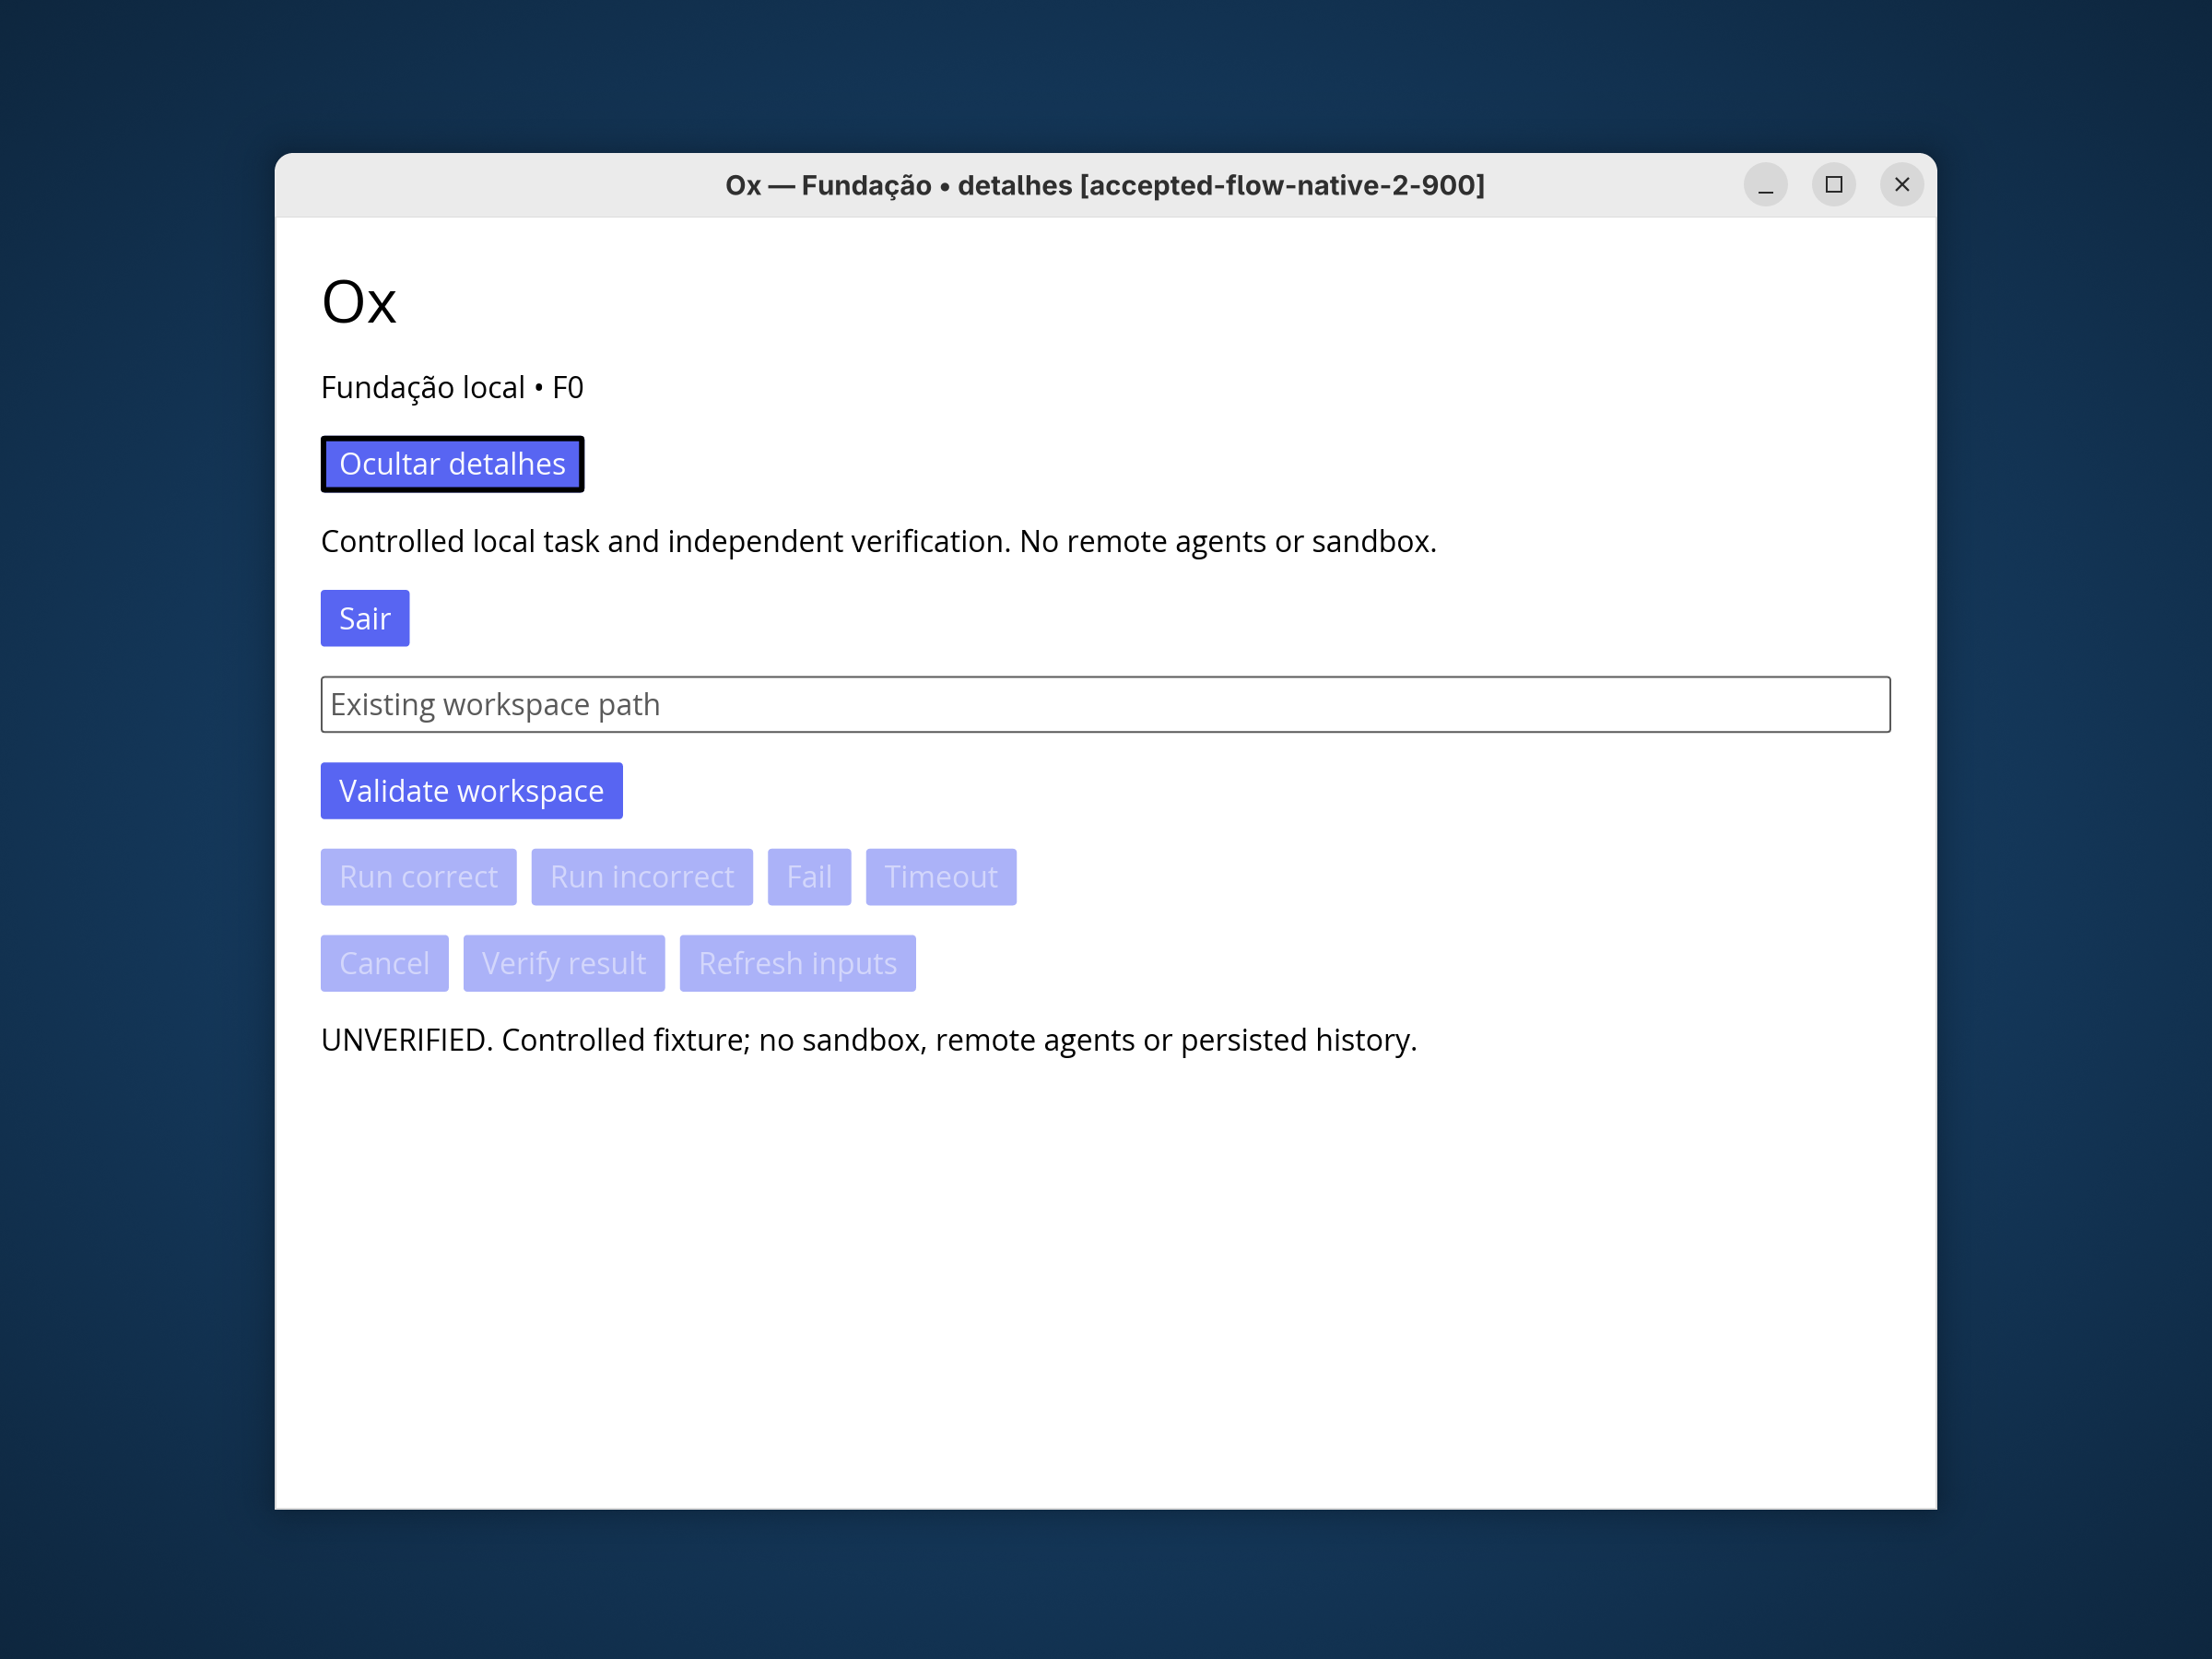 Ox — Fundação • detalhes [accepted-flow-native-2-900]
Ox
Fundação local • F0
Ocultar detalhes
Controlled local task and independent verification. No remote agents or sandbox.
Sair
Existing workspace path
Validate workspace
Run correct Run incorrect Fail Timeout
Cancel Verify result Refresh inputs
UNVERIFIED. Controlled fixture; no sandbox, remote agents or persisted history.